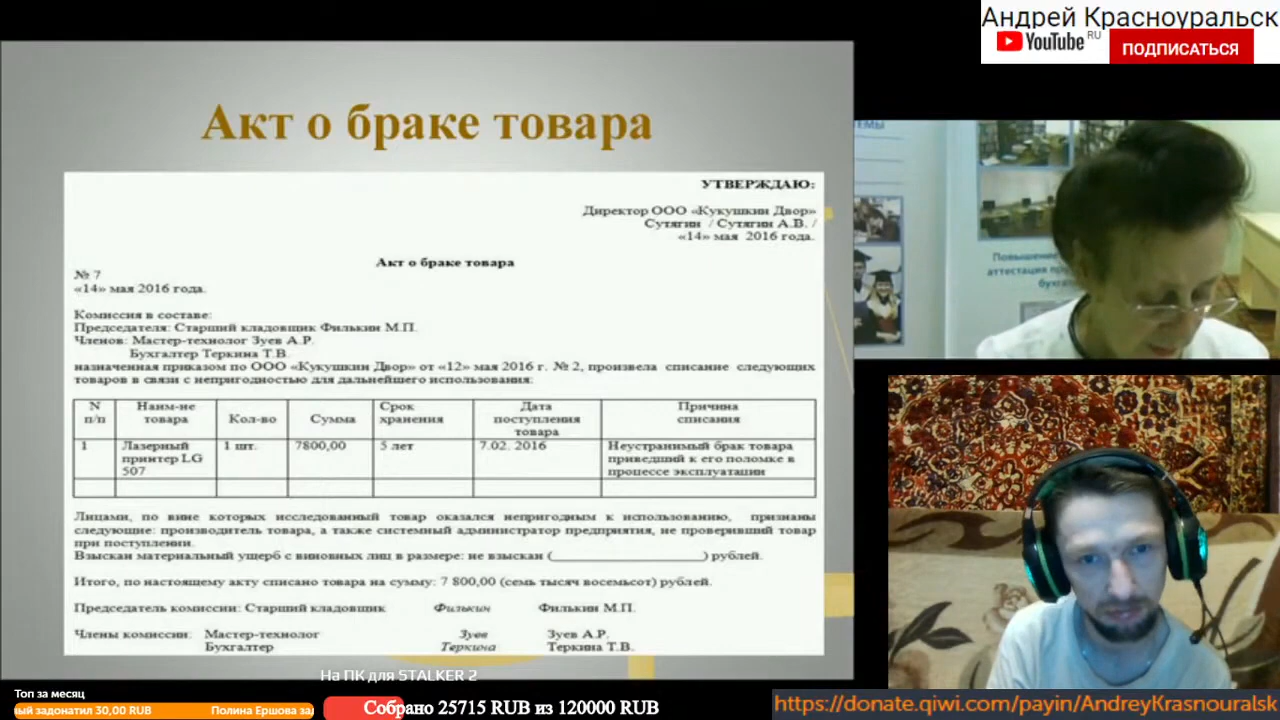 Андрей Красноуральск
YouTube RU
ПОДПИСАТЬСЯ
Акт о браке товара
УТВЕРЖДАЮ:
Директор ООО «Кукушкин Двор»
Сутягин / Сутягин А.В. /
«14» мая 2016 года.
Акт о браке товара
№ 7
«14» мая 2016 года.
Комиссия в составе:
Председателя: Старший кладовщик Филькин М.П.
Членов: Мастер-технолог Зуев А.Р.
Бухгалтер Теркина Т.В.
назначенная приказом по ООО «Кукушкин Двор» от «12» мая 2016 г. № 2, произвела списание следующих
товаров в связи с непригодностью для дальнейшего использования:
N п/п Наим-ие товара Кол-во Сумма Срок хранения Дата поступления товара Причина списания
1 Лазерный принтер LG 507 1 шт. 7800,00 5 лет 7.02. 2016 Неустранимый брак товара приведший к его поломке в процессе эксплуатации
Лицами, по вине которых исследованный товар оказался непригодным к использованию, признаны
следующие: производитель товара, а также системный администратор предприятия, не проверивший товар
при поступлении.
Взыскан материальный ущерб с виновных лиц в размере: не взыскан (____________________) рублей.
Итого, по настоящему акту списано товара на сумму: 7 800,00 (семь тысяч восемьсот) рублей.
Председатель комиссии: Старший кладовщик Филькин Филькин М.П.
Члены комиссии: Мастер-технолог Зуев Зуев А.Р.
Бухгалтер Теркина Теркина Т.В.
ТЕМЫ
Повышение
аттестация
бухг
На ПК для STALKER 2
Топ за месяц
ый задонатил 30,00 RUB Полина Ершова за
Собрано 25715 RUB из 120000 RUB
https://donate.qiwi.com/payin/AndreyKrasnouralsk